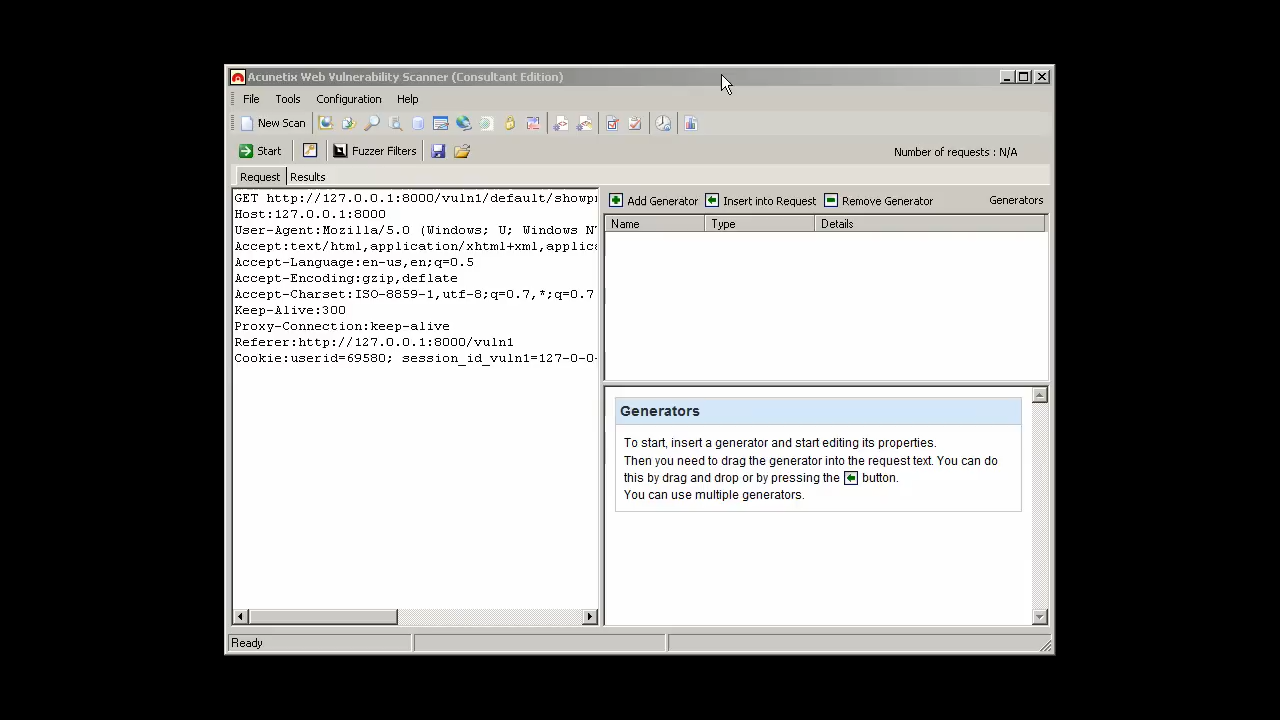 Acunetix Web Vulnerability Scanner (Consultant Edition)
File Tools Configuration Help
New Scan
Start Fuzzer Filters Number of requests : N/A
Request Results
GET http://127.0.0.1:8000/vuln1/default/showpr
Host:127.0.0.1:8000
User-Agent:Mozilla/5.0 (Windows; U; Windows NT
Accept:text/html,application/xhtml+xml,applica
Accept-Language:en-us,en;q=0.5
Accept-Encoding:gzip,deflate
Accept-Charset:ISO-8859-1,utf-8;q=0.7,*;q=0.7
Keep-Alive:300
Proxy-Connection:keep-alive
Referer:http://127.0.0.1:8000/vuln1
Cookie:userid=69580; session_id_vuln1=127-0-0-
Add Generator Insert into Request Remove Generator Generators
Name Type Details
Generators
To start, insert a generator and start editing its properties.
Then you need to drag the generator into the request text. You can do
this by drag and drop or by pressing the button.
You can use multiple generators.
Ready